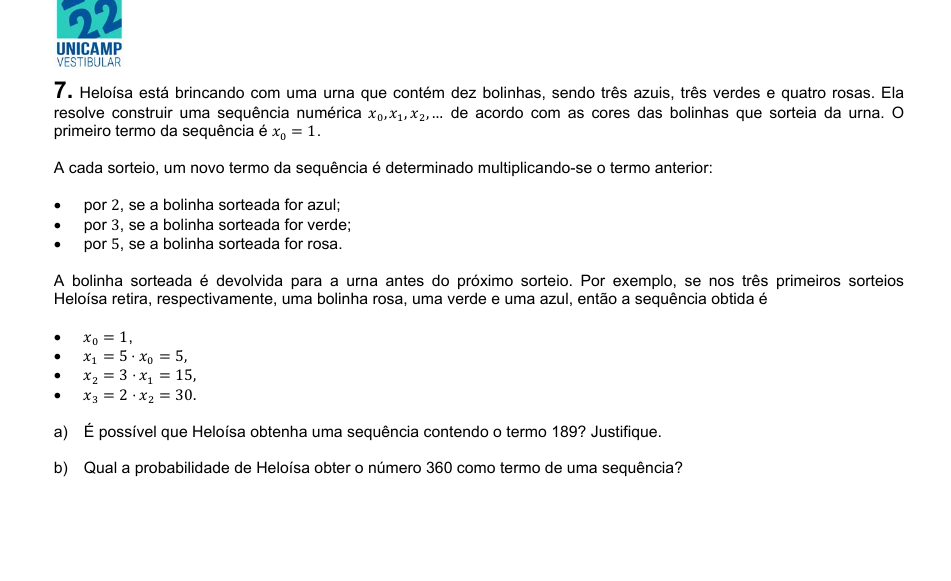 22
UNICAMP
VESTIBULAR
7. Heloísa está brincando com uma urna que contém dez bolinhas, sendo três azuis, três verdes e quatro rosas. Ela
resolve construir uma sequência numérica x₀, x₁, x₂, ... de acordo com as cores das bolinhas que sorteia da urna. O
primeiro termo da sequência é x₀ = 1.
A cada sorteio, um novo termo da sequência é determinado multiplicando-se o termo anterior:
• por 2, se a bolinha sorteada for azul;
• por 3, se a bolinha sorteada for verde;
• por 5, se a bolinha sorteada for rosa.
A bolinha sorteada é devolvida para a urna antes do próximo sorteio. Por exemplo, se nos três primeiros sorteios
Heloísa retira, respectivamente, uma bolinha rosa, uma verde e uma azul, então a sequência obtida é
• x₀ = 1,
• x₁ = 5 · x₀ = 5,
• x₂ = 3 · x₁ = 15,
• x₃ = 2 · x₂ = 30.
a) É possível que Heloísa obtenha uma sequência contendo o termo 189? Justifique.
b) Qual a probabilidade de Heloísa obter o número 360 como termo de uma sequência?